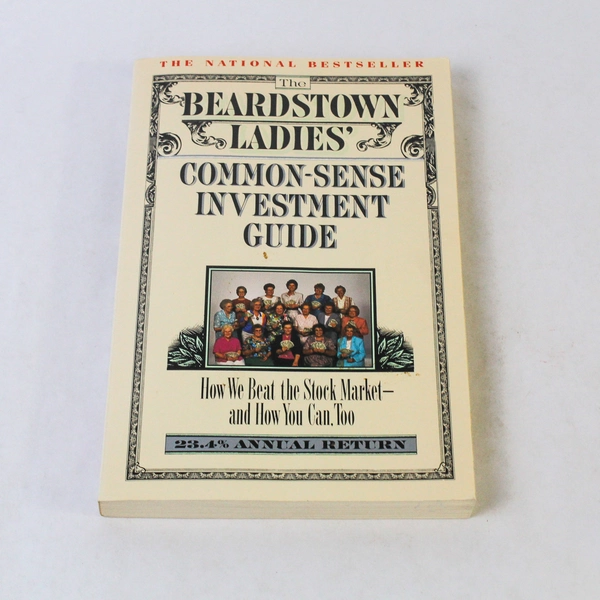 THE NATIONAL BESTSELLER
The
BEARDSTOWN
LADIES'
COMMON-SENSE
INVESTMENT
GUIDE
How We Beat the Stock Market—
and How You Can, Too
23.4% ANNUAL RETURN